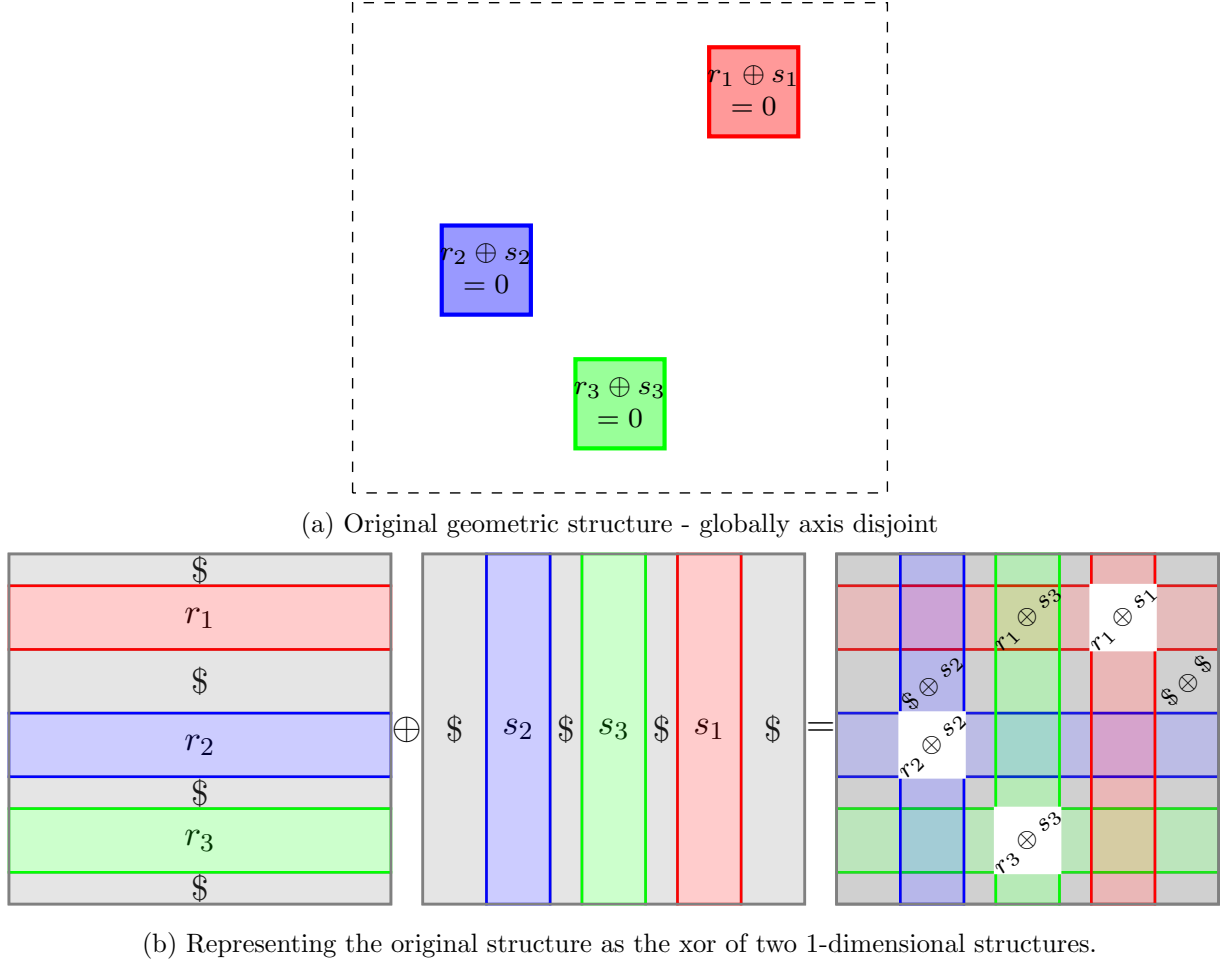 r₁ ⊕ s₁
= 0
r₂ ⊕ s₂
= 0
r₃ ⊕ s₃
= 0
(a) Original geometric structure - globally axis disjoint
$
r₁
$
r₂
$
r₃
$
⊕
$ s₂ $ s₃ $ s₁ $
=
r₁ ⊗ s₃
r₁ ⊗ s₁
$ ⊗ s₂
$ ⊗ $
r₂ ⊗ s₂
r₃ ⊗ s₃
(b) Representing the original structure as the xor of two 1-dimensional structures.